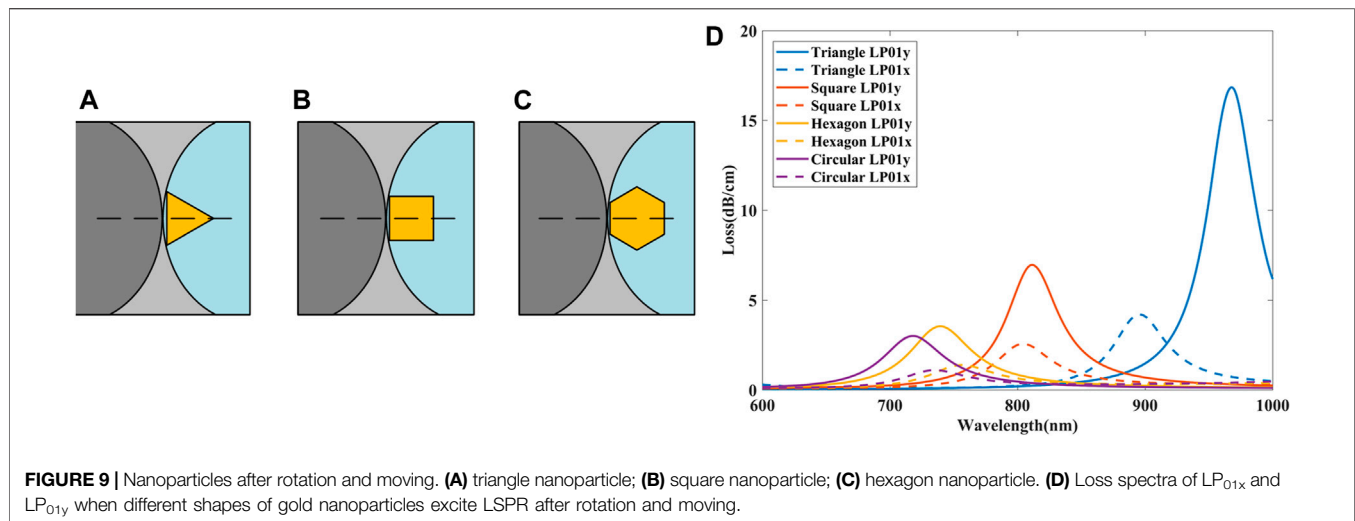 A
B
C
D
20
15
10
5
0
Loss(dB/cm)
Triangle LP01y
Triangle LP01x
Square LP01y
Square LP01x
Hexagon LP01y
Hexagon LP01x
Circular LP01y
Circular LP01x
600 700 800 900 1000
Wavelength(nm)
FIGURE 9 | Nanoparticles after rotation and moving. (A) triangle nanoparticle; (B) square nanoparticle; (C) hexagon nanoparticle. (D) Loss spectra of LP01x and
LP01y when different shapes of gold nanoparticles excite LSPR after rotation and moving.